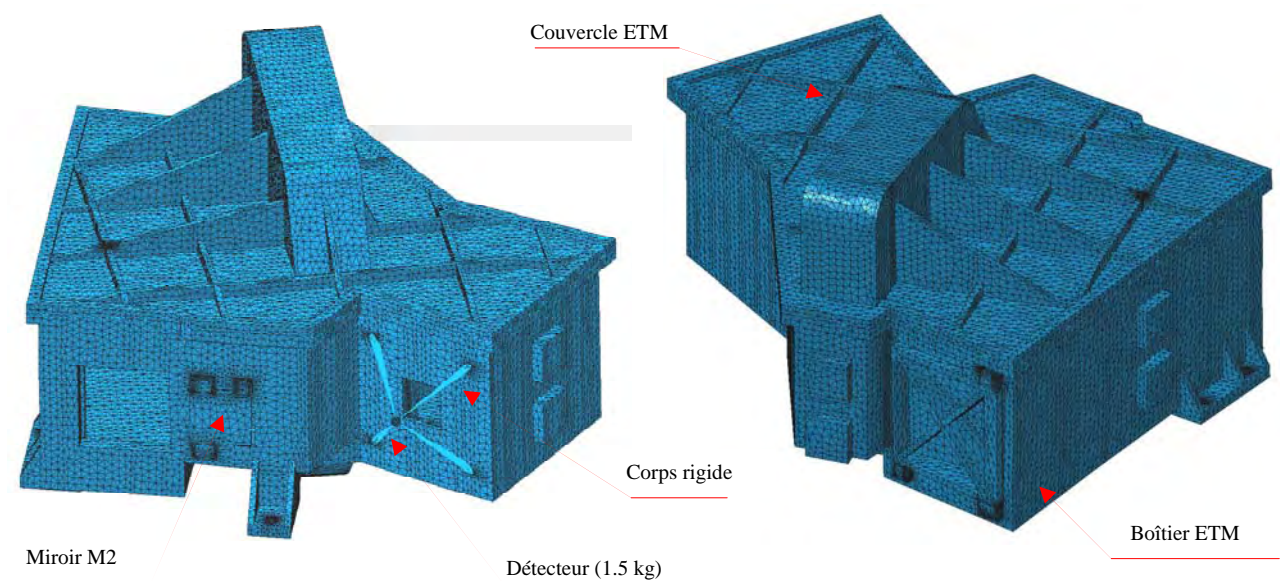 Couvercle ETM
Corps rigide
Boîtier ETM
Miroir M2
Détecteur (1.5 kg)